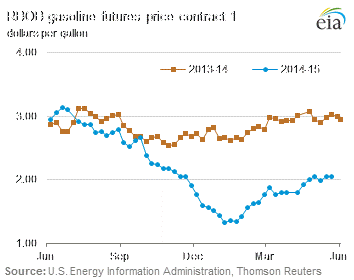 RBOB gasoline futures price contract 1
dollars per gallon
eia
4.00
2013-14
2014-15
3.00
2.00
1.00
Jun
Sep
Dec
Mar
Jun
Source: U.S. Energy Information Administration, Thomson Reuters